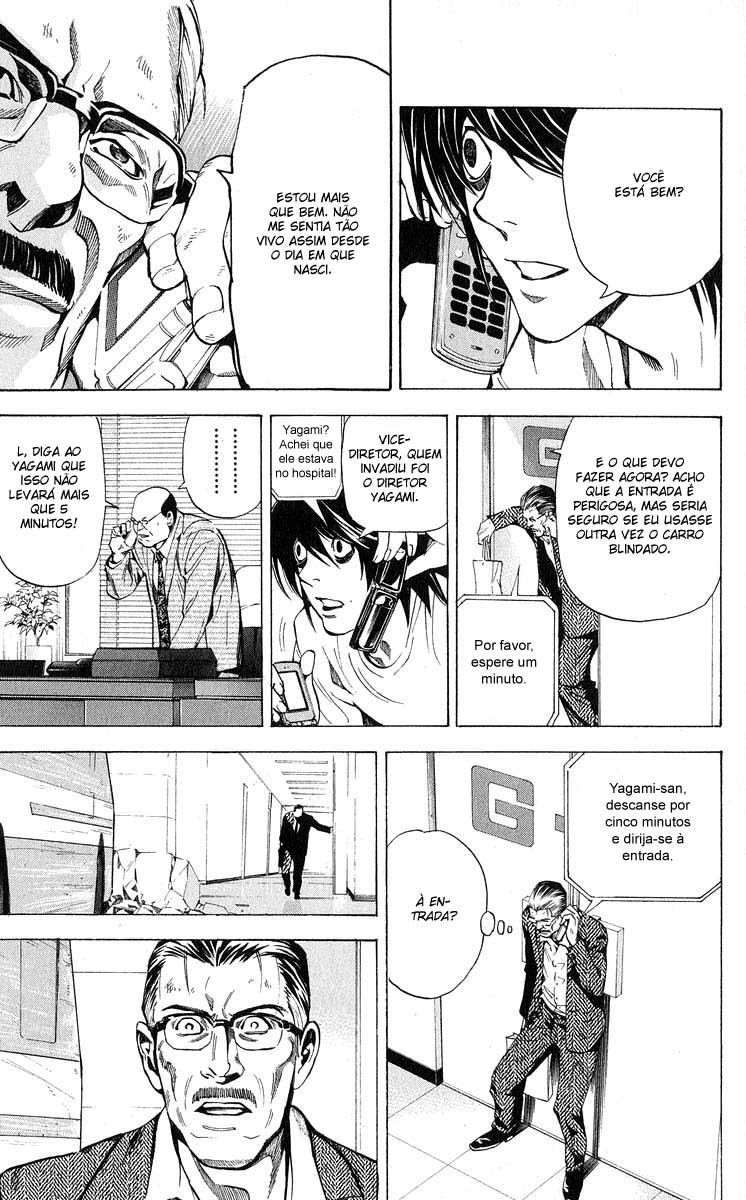 VOCÊ
ESTÁ BEM?
ESTOU MAIS
QUE BEM. NÃO
ME SENTIA TÃO
VIVO ASSIM DESDE
O DIA EM QUE
NASCI.
E O QUE DEVO
FAZER AGORA? ACHO
QUE A ENTRADA É
PERIGOSA, MAS SERIA
SEGURO SE EU USASSE
OUTRA VEZ O CARRO
BLINDADO.
Por favor,
espere um
minuto.
VICE-
DIRETOR, QUEM
INVADIU FOI
O DIRETOR
YAGAMI.
Yagami?
Achei que
ele estava
no hospital!
L, DIGA AO
YAGAMI QUE
ISSO NÃO
LEVARÁ MAIS
QUE 5
MINUTOS!
Yagami-san,
descanse por
cinco minutos
e dirija-se à
entrada.
À EN-
TRADA?